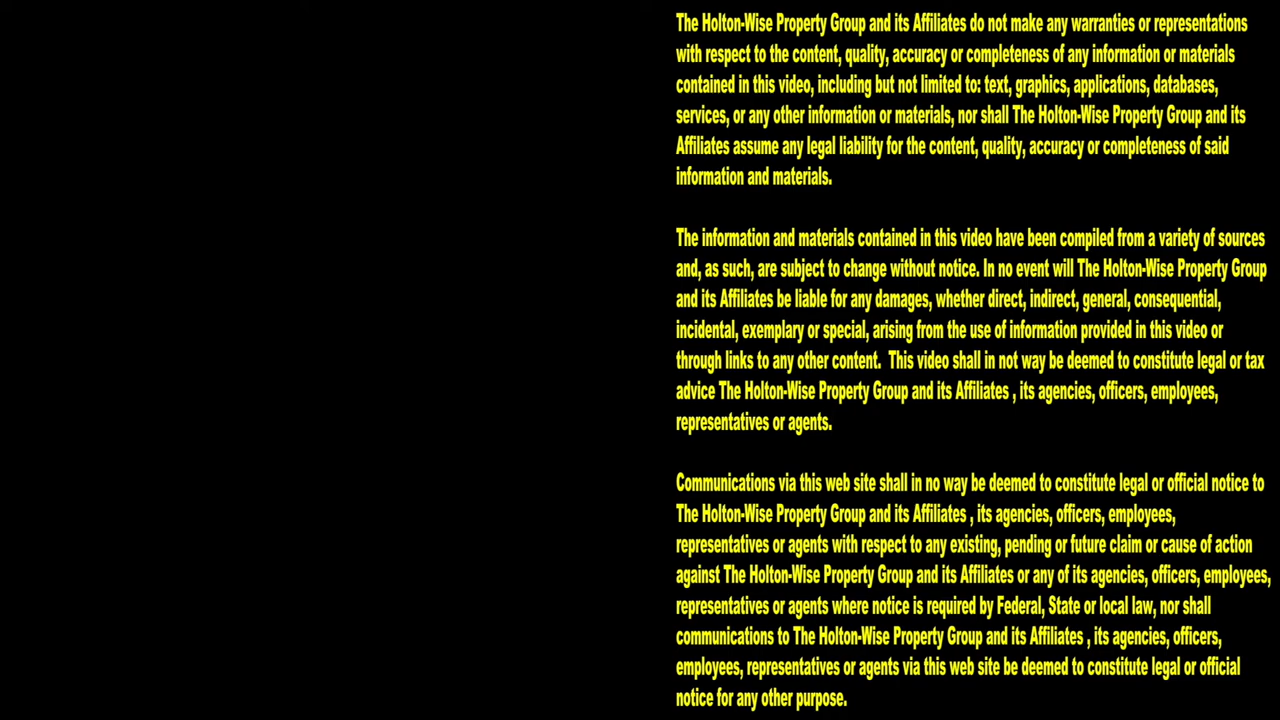 The Holton-Wise Property Group and its Affiliates do not make any warranties or representations
with respect to the content, quality, accuracy or completeness of any information or materials
contained in this video, including but not limited to: text, graphics, applications, databases,
services, or any other information or materials, nor shall The Holton-Wise Property Group and its
Affiliates assume any legal liability for the content, quality, accuracy or completeness of said
information and materials.
The information and materials contained in this video have been compiled from a variety of sources
and, as such, are subject to change without notice. In no event will The Holton-Wise Property Group
and its Affiliates be liable for any damages, whether direct, indirect, general, consequential,
incidental, exemplary or special, arising from the use of information provided in this video or
through links to any other content.  This video shall in not way be deemed to constitute legal or tax
advice The Holton-Wise Property Group and its Affiliates , its agencies, officers, employees,
representatives or agents.
Communications via this web site shall in no way be deemed to constitute legal or official notice to
The Holton-Wise Property Group and its Affiliates , its agencies, officers, employees,
representatives or agents with respect to any existing, pending or future claim or cause of action
against The Holton-Wise Property Group and its Affiliates or any of its agencies, officers, employees,
representatives or agents where notice is required by Federal, State or local law, nor shall
communications to The Holton-Wise Property Group and its Affiliates , its agencies, officers,
employees, representatives or agents via this web site be deemed to constitute legal or official
notice for any other purpose.